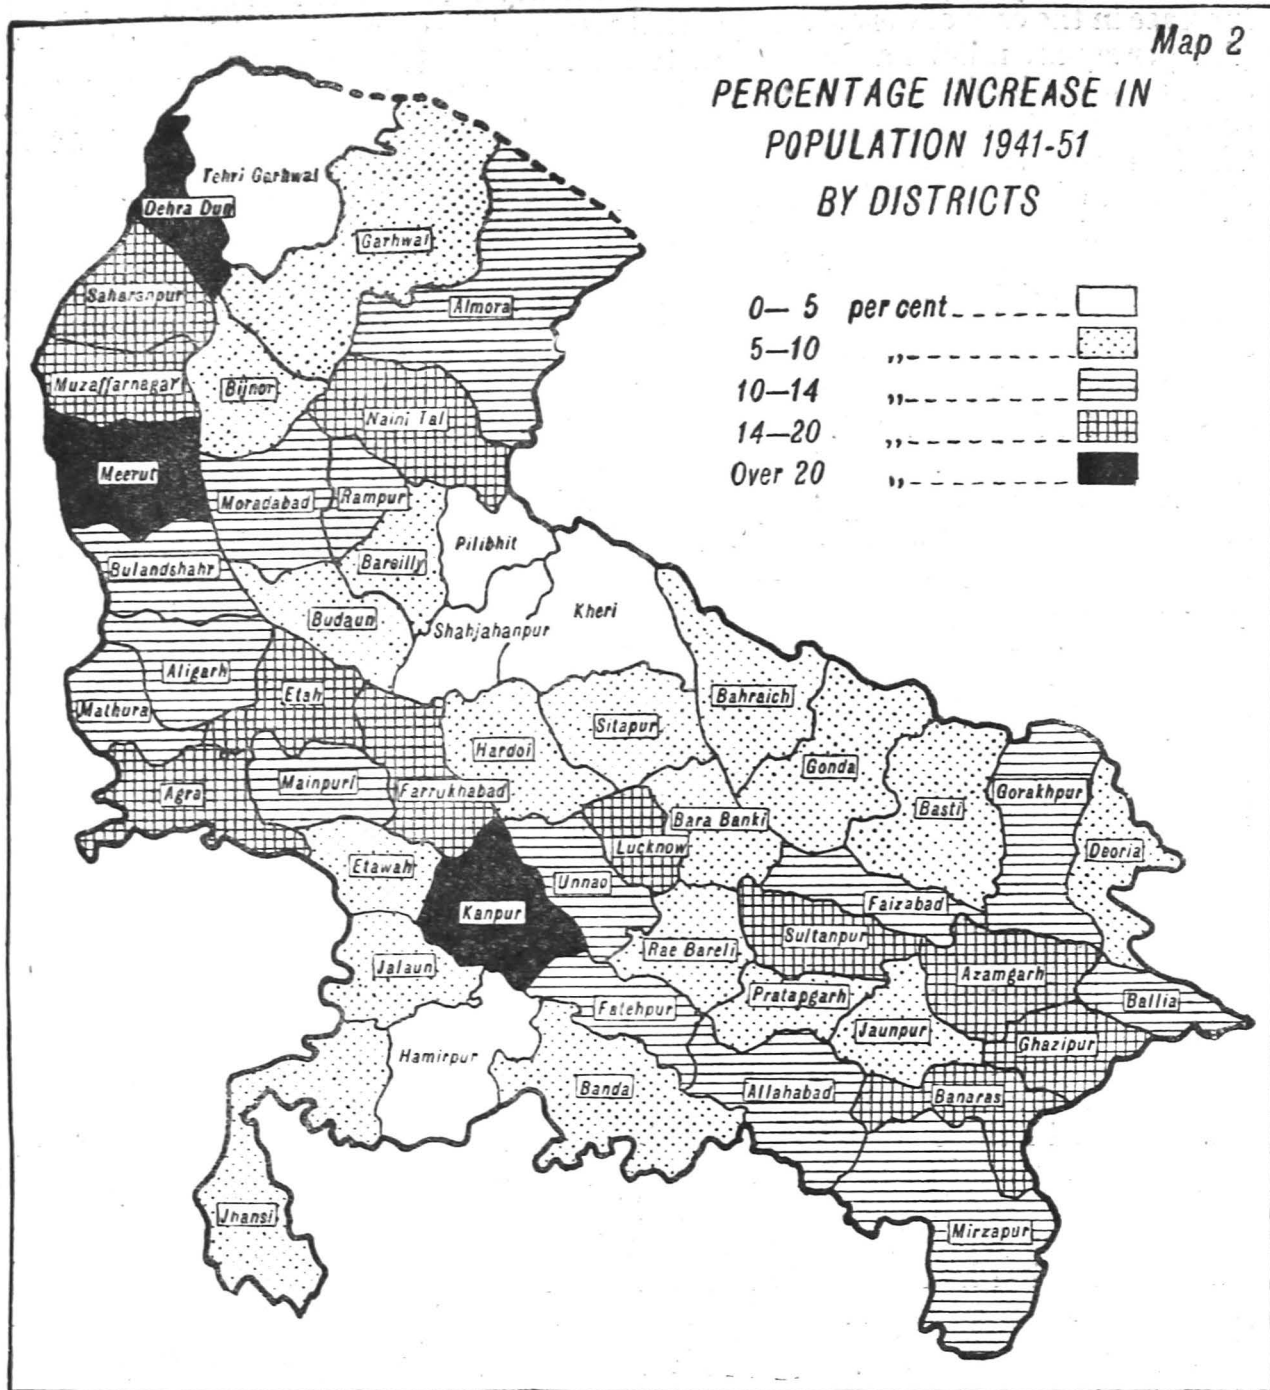 Map 2
PERCENTAGE INCREASE IN
POPULATION 1941-51
BY DISTRICTS
0— 5 per cent
5—10 ,,
10—14 ,,
14—20 ,,
Over 20 ,,
Tehri Garhwal
Dehra Dun
Garhwal
Saharanpur
Almora
Muzaffarnagar
Bijnor
Naini Tal
Meerut
Moradabad
Rampur
Pilibhit
Bulandshahr
Bareilly
Budaun
Shahjahanpur
Kheri
Aligarh
Etah
Mathura
Bahraich
Sitapur
Hardoi
Gonda
Mainpuri
Agra
Farrukhabad
Gorakhpur
Basti
Bara Banki
Lucknow
Deoria
Etawah
Unnao
Kanpur
Faizabad
Sultanpur
Rae Bareli
Jalaun
Azamgarh
Pratapgarh
Ballia
Fatehpur
Jaunpur
Ghazipur
Hamirpur
Banda
Allahabad
Banaras
Jhansi
Mirzapur